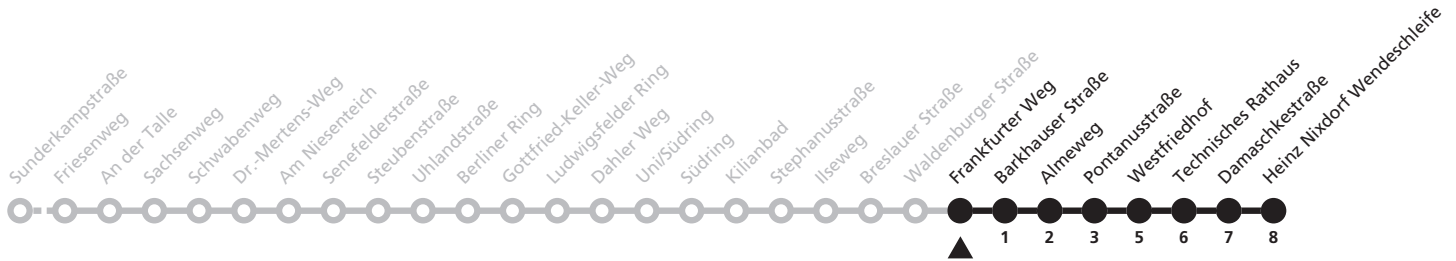 Sunderkampstraße
Friesenweg
An der Talle
Sachsenweg
Schwabenweg
Dr.-Mertens-Weg
Am Niesenteich
Senefelderstraße
Steubenstraße
Uhlandstraße
Berliner Ring
Gottfried-Keller-Weg
Ludwigsfelder Ring
Dahler Weg
Uni/Südring
Südring
Kilianbad
Stephanusstraße
Ilseweg
Breslauer Straße
Waldenburger Straße
Frankfurter Weg
Barkhauser Straße
Almeweg
Pontanusstraße
Westfriedhof
Technisches Rathaus
Damaschkestraße
Heinz Nixdorf Wendeschleife
1 2 3 5 6 7 8